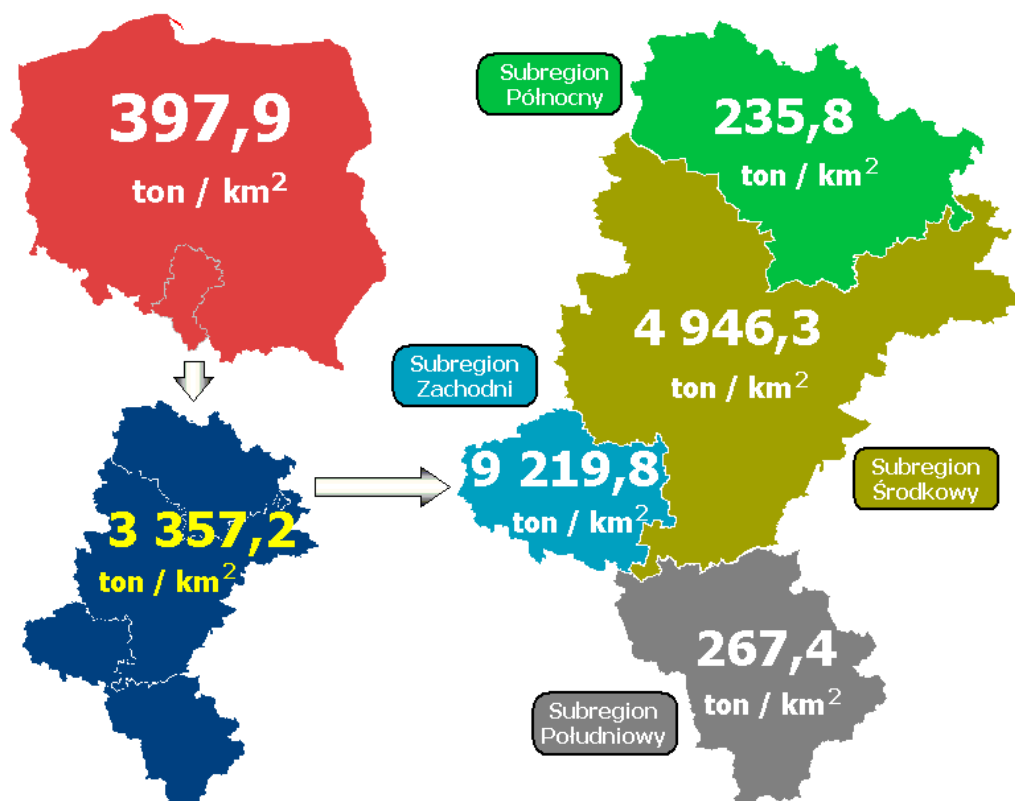 397,9
ton / km²
3 357,2
ton / km²
Subregion
Północny
235,8
ton / km²
4 946,3
ton / km²
Subregion
Zachodni
9 219,8
ton / km²
Subregion
Środkowy
267,4
ton / km²
Subregion
Południowy